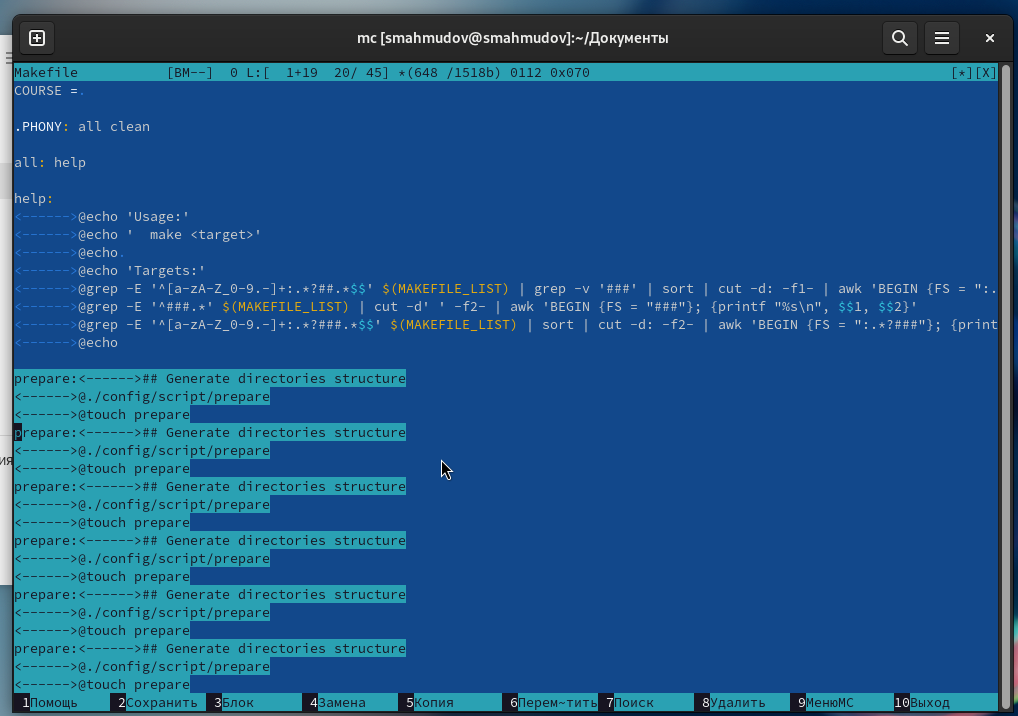 mc [smahmudov@smahmudov]:~/Документы
Makefile [BM--] 0 L:[ 1+19 20/ 45] *(648 /1518b) 0112 0x070 [*][X]
COURSE =.
.PHONY: all clean
all: help
help:
<------>@echo 'Usage:'
<------>@echo '  make <target>'
<------>@echo.
<------>@echo 'Targets:'
<------>@grep -E '^[a-zA-Z_0-9.-]+:.*?##.*$$' $(MAKEFILE_LIST) | grep -v '###' | sort | cut -d: -f1- | awk 'BEGIN {FS = ":.
<------>@grep -E '^###.*' $(MAKEFILE_LIST) | cut -d' ' -f2- | awk 'BEGIN {FS = "###"}; {printf "%s\n", $$1, $$2}'
<------>@grep -E '^[a-zA-Z_0-9.-]+:.*?###.*$$' $(MAKEFILE_LIST) | sort | cut -d: -f2- | awk 'BEGIN {FS = ":.*?###"}; {print
<------>@echo
prepare:<------>## Generate directories structure
<------>@./config/script/prepare
<------>@touch prepare
prepare:<------>## Generate directories structure
<------>@./config/script/prepare
<------>@touch prepare
prepare:<------>## Generate directories structure
<------>@./config/script/prepare
<------>@touch prepare
prepare:<------>## Generate directories structure
<------>@./config/script/prepare
<------>@touch prepare
prepare:<------>## Generate directories structure
<------>@./config/script/prepare
<------>@touch prepare
prepare:<------>## Generate directories structure
<------>@./config/script/prepare
<------>@touch prepare
1Помощь 2Сохранить 3Блок 4Замена 5Копия 6Перем~тить 7Поиск 8Удалить 9МенюМС 10Выход